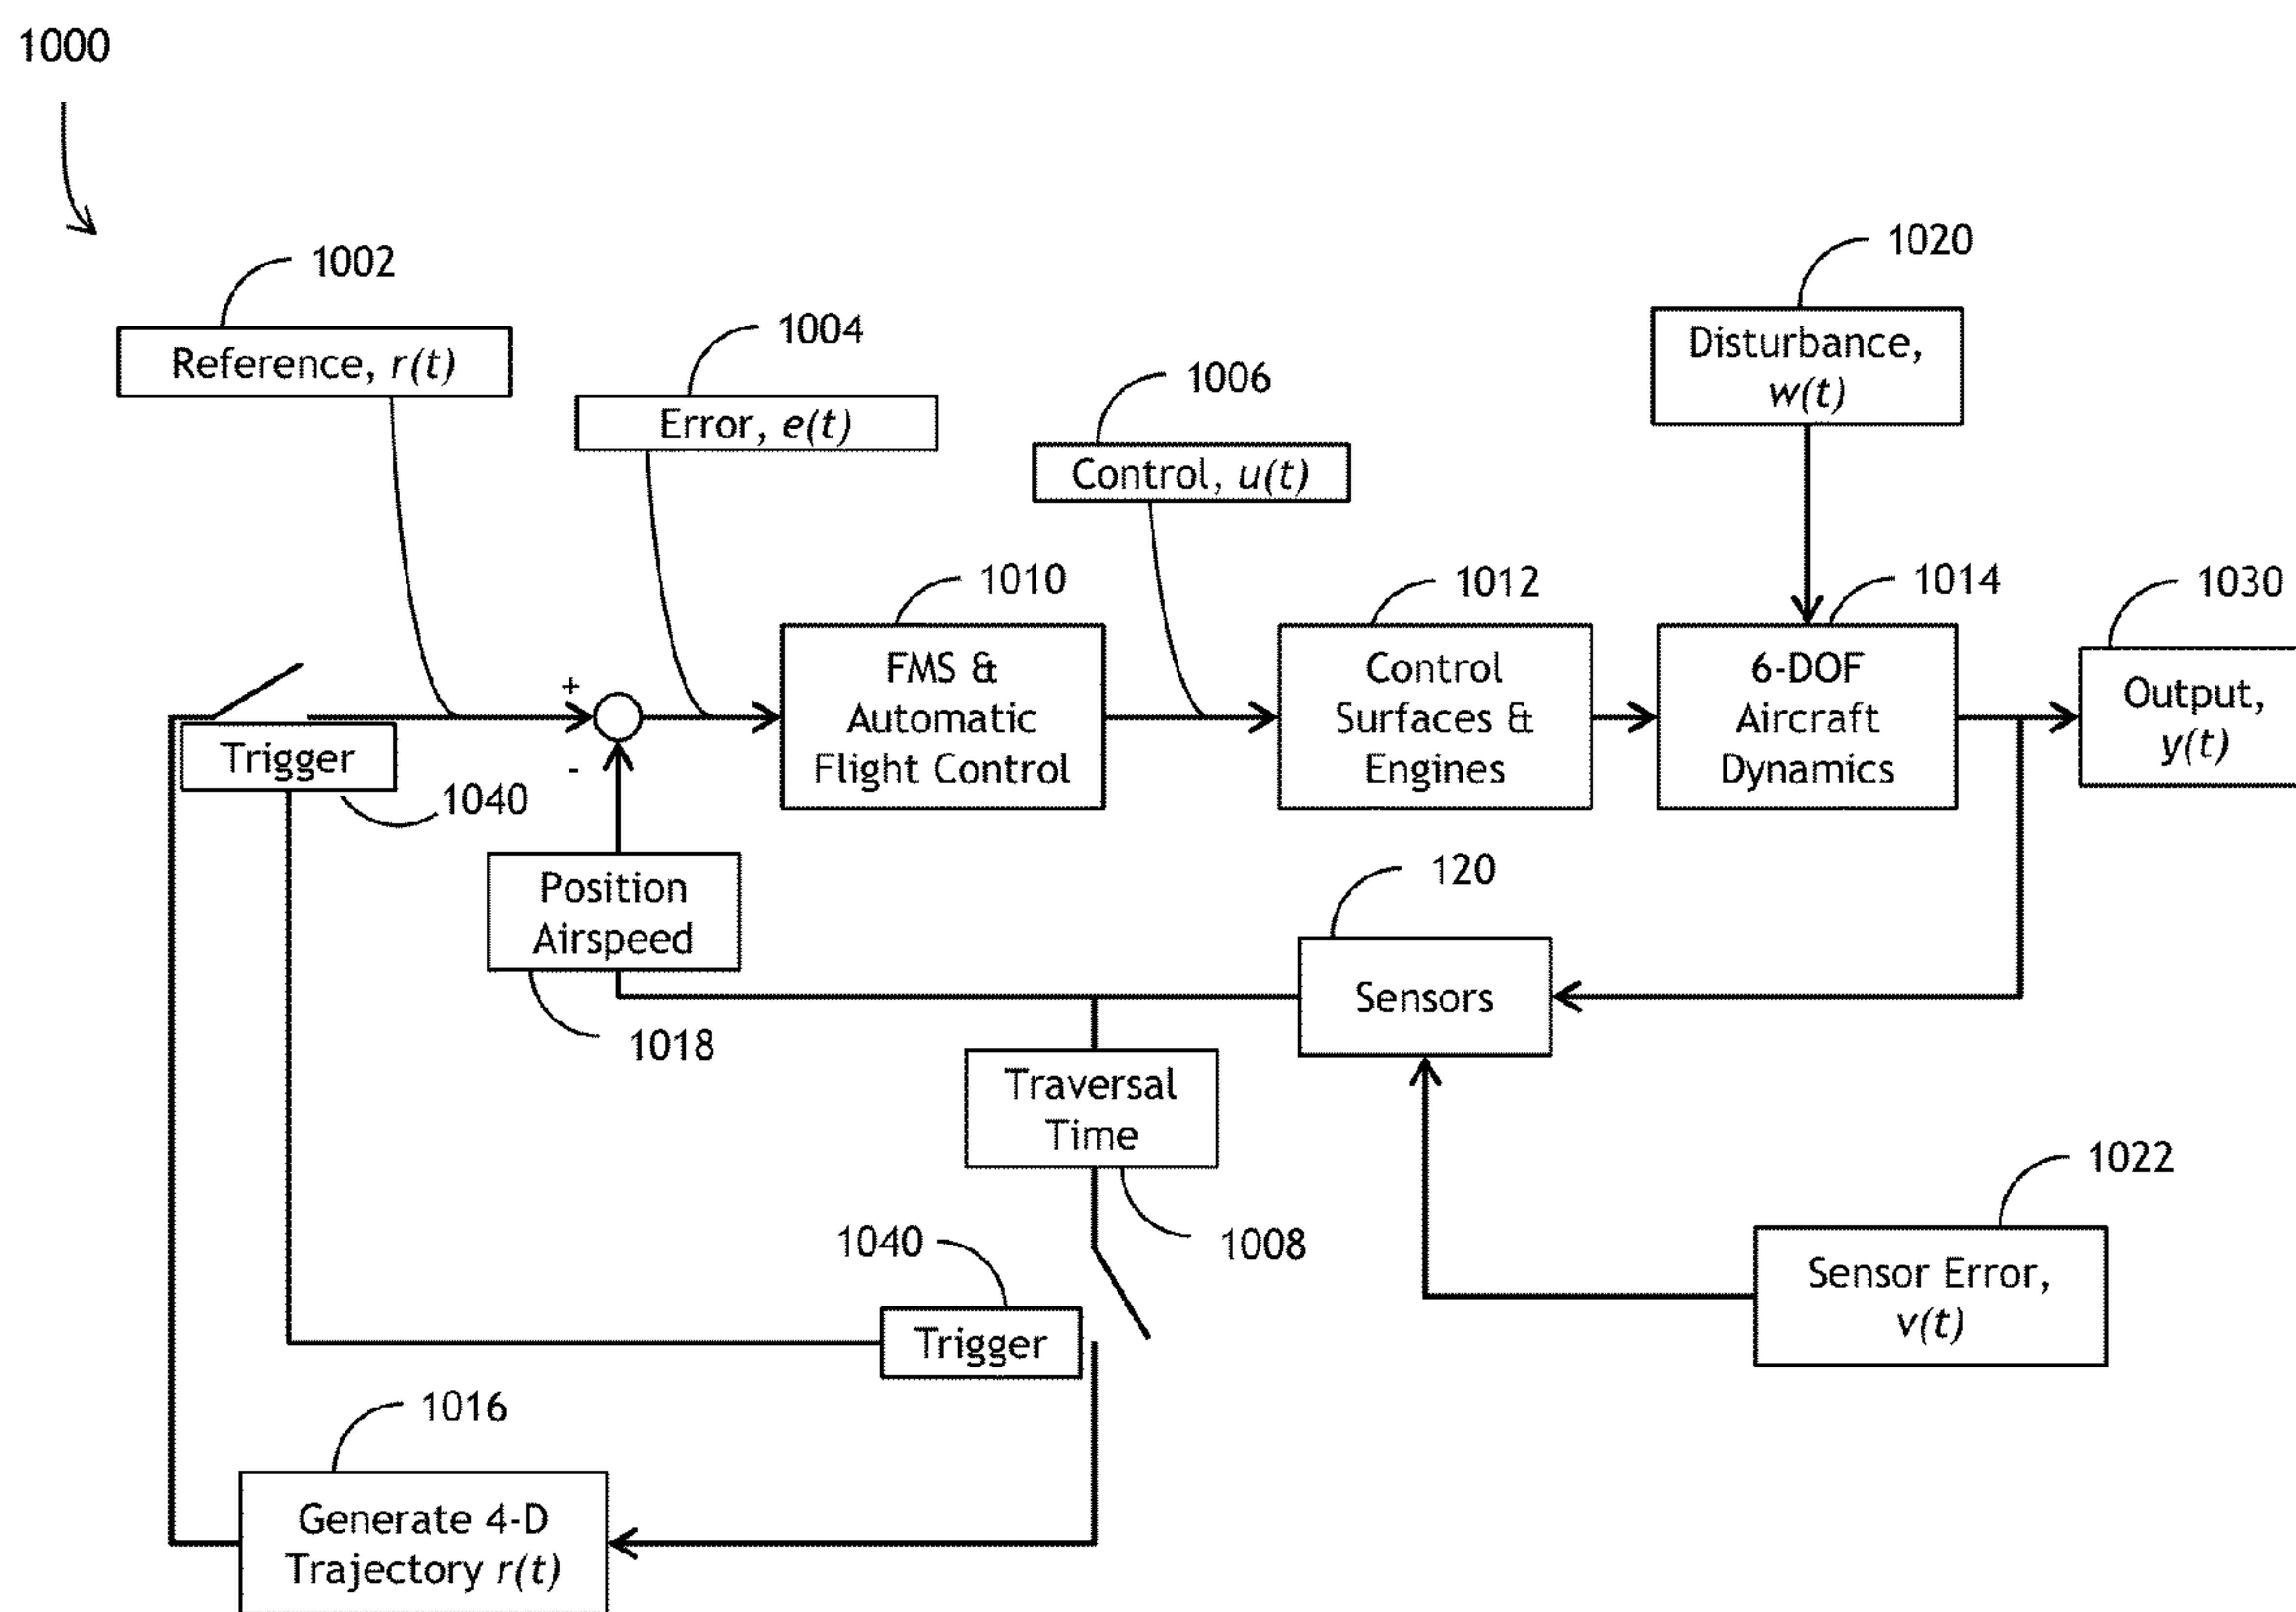 1000
1002
Reference, r(t)
1004
Error, e(t)
1006
Control, u(t)
1020
Disturbance,
w(t)
1010
FMS &
Automatic
Flight Control
1012
Control
Surfaces &
Engines
1014
6-DOF
Aircraft
Dynamics
1030
Output,
y(t)
+
-
Trigger
1040
Position
Airspeed
1018
120
Sensors
Traversal
Time
1008
1022
Sensor Error,
v(t)
1040
Trigger
1016
Generate 4-D
Trajectory r(t)